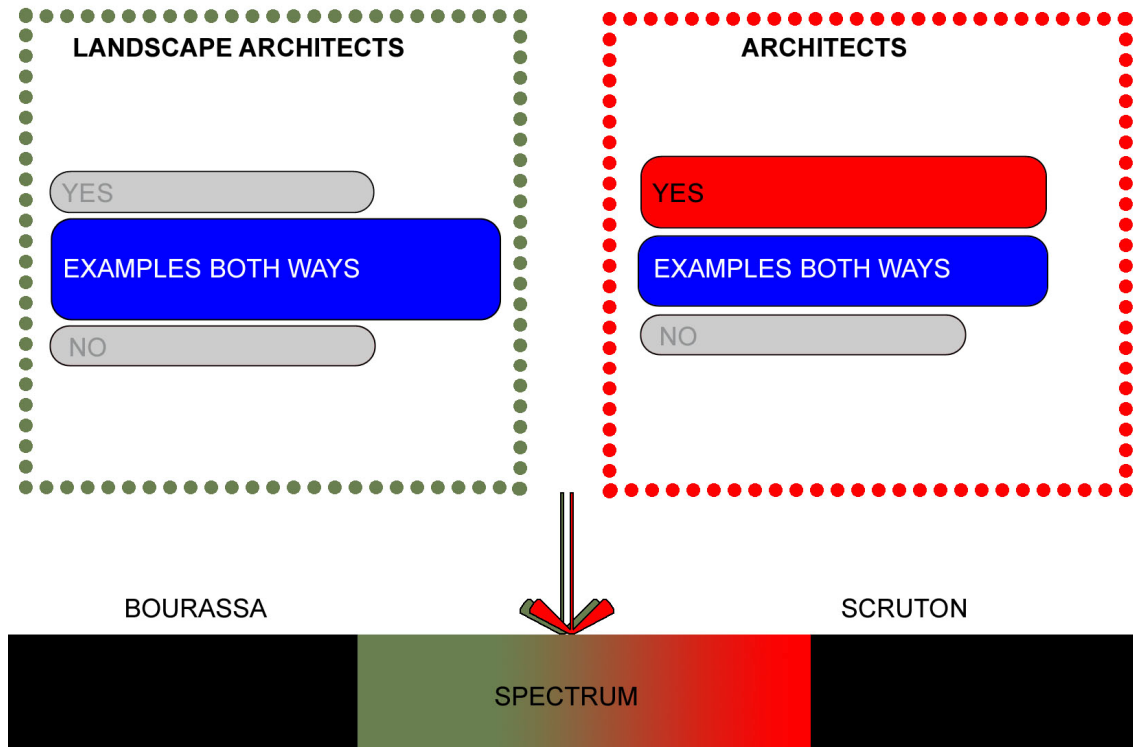 LANDSCAPE ARCHITECTS
YES
EXAMPLES BOTH WAYS
NO
ARCHITECTS
YES
EXAMPLES BOTH WAYS
NO
BOURASSA
SCRUTON
SPECTRUM